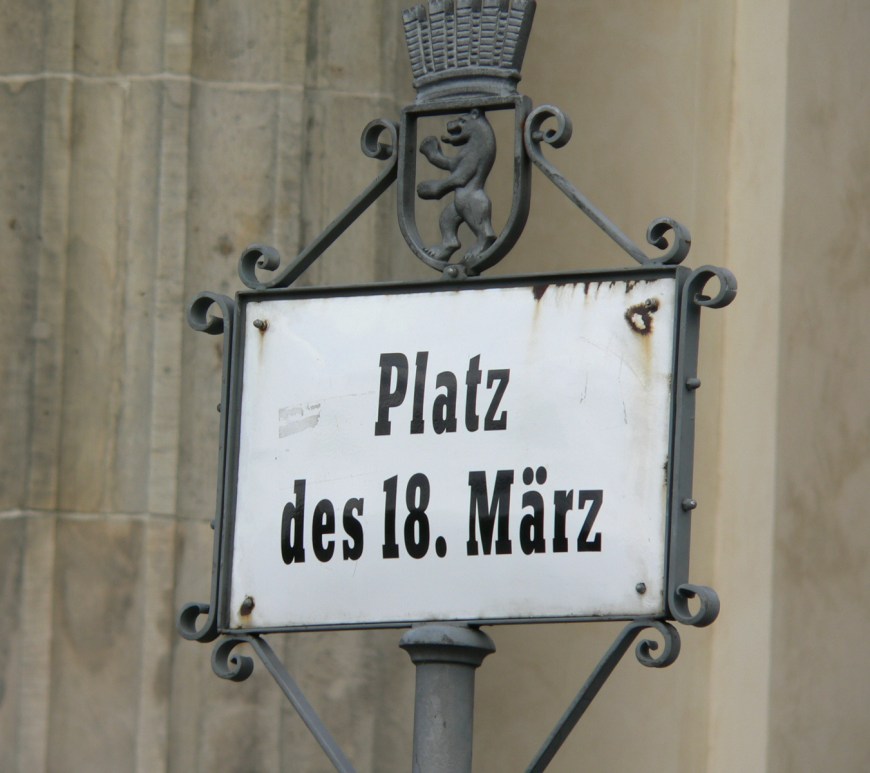 Platz
des 18. März